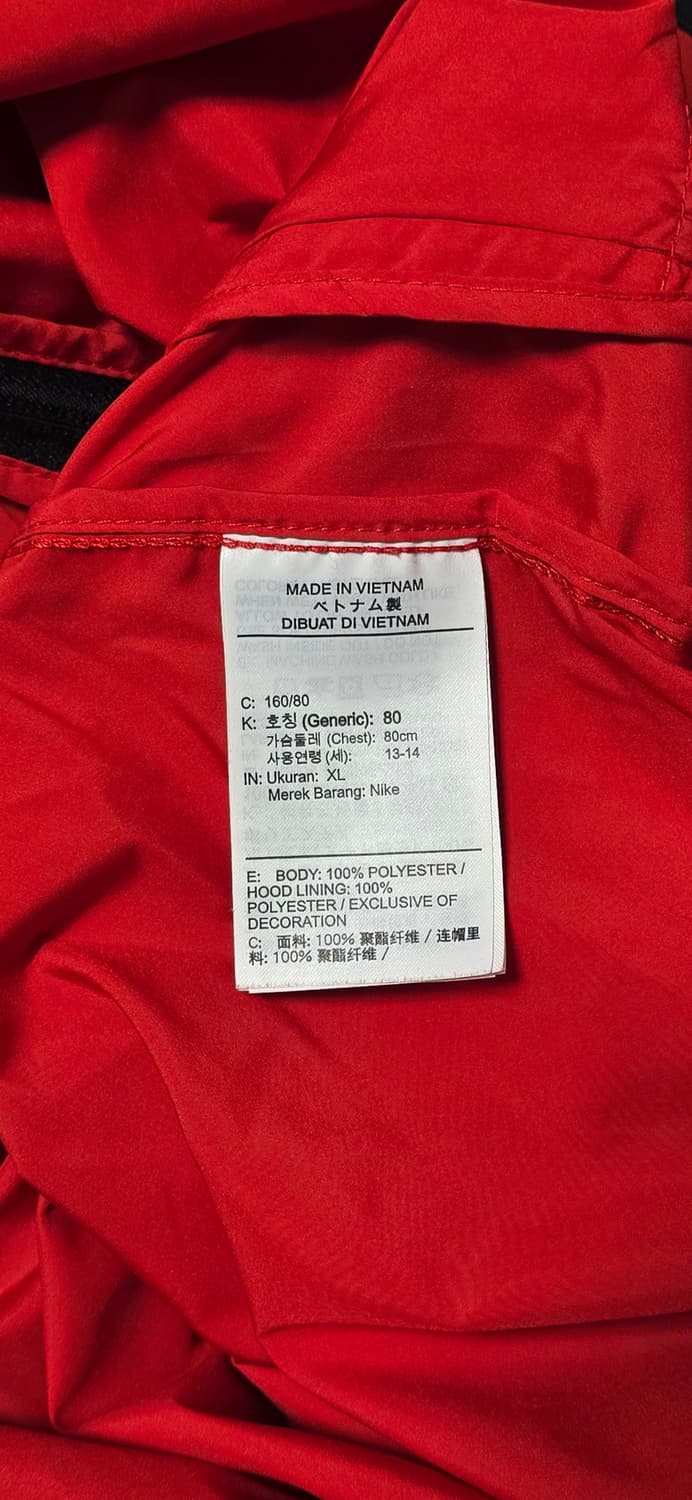 MADE IN VIETNAM
ベトナム製
DIBUAT DI VIETNAM
C: 160/80
K: 호칭 (Generic): 80
가슴둘레 (Chest): 80cm
사용연령 (세): 13-14
IN: Ukuran: XL
Merek Barang: Nike
E: BODY: 100% POLYESTER /
HOOD LINING: 100%
POLYESTER / EXCLUSIVE OF
DECORATION
C: 面料: 100% 聚酯纤维 / 连帽里
料: 100% 聚酯纤维 /